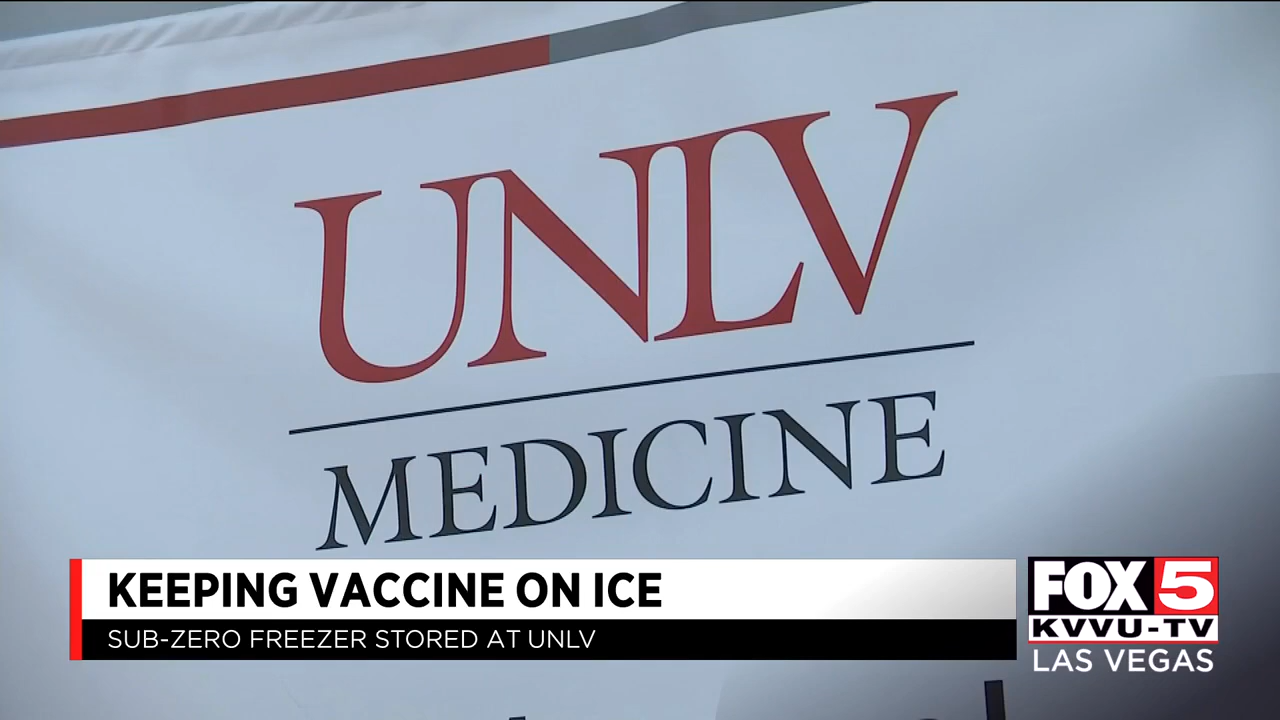 UNLV
MEDICINE
KEEPING VACCINE ON ICE
SUB-ZERO FREEZER STORED AT UNLV
FOX 5
KVVU-TV
LAS VEGAS